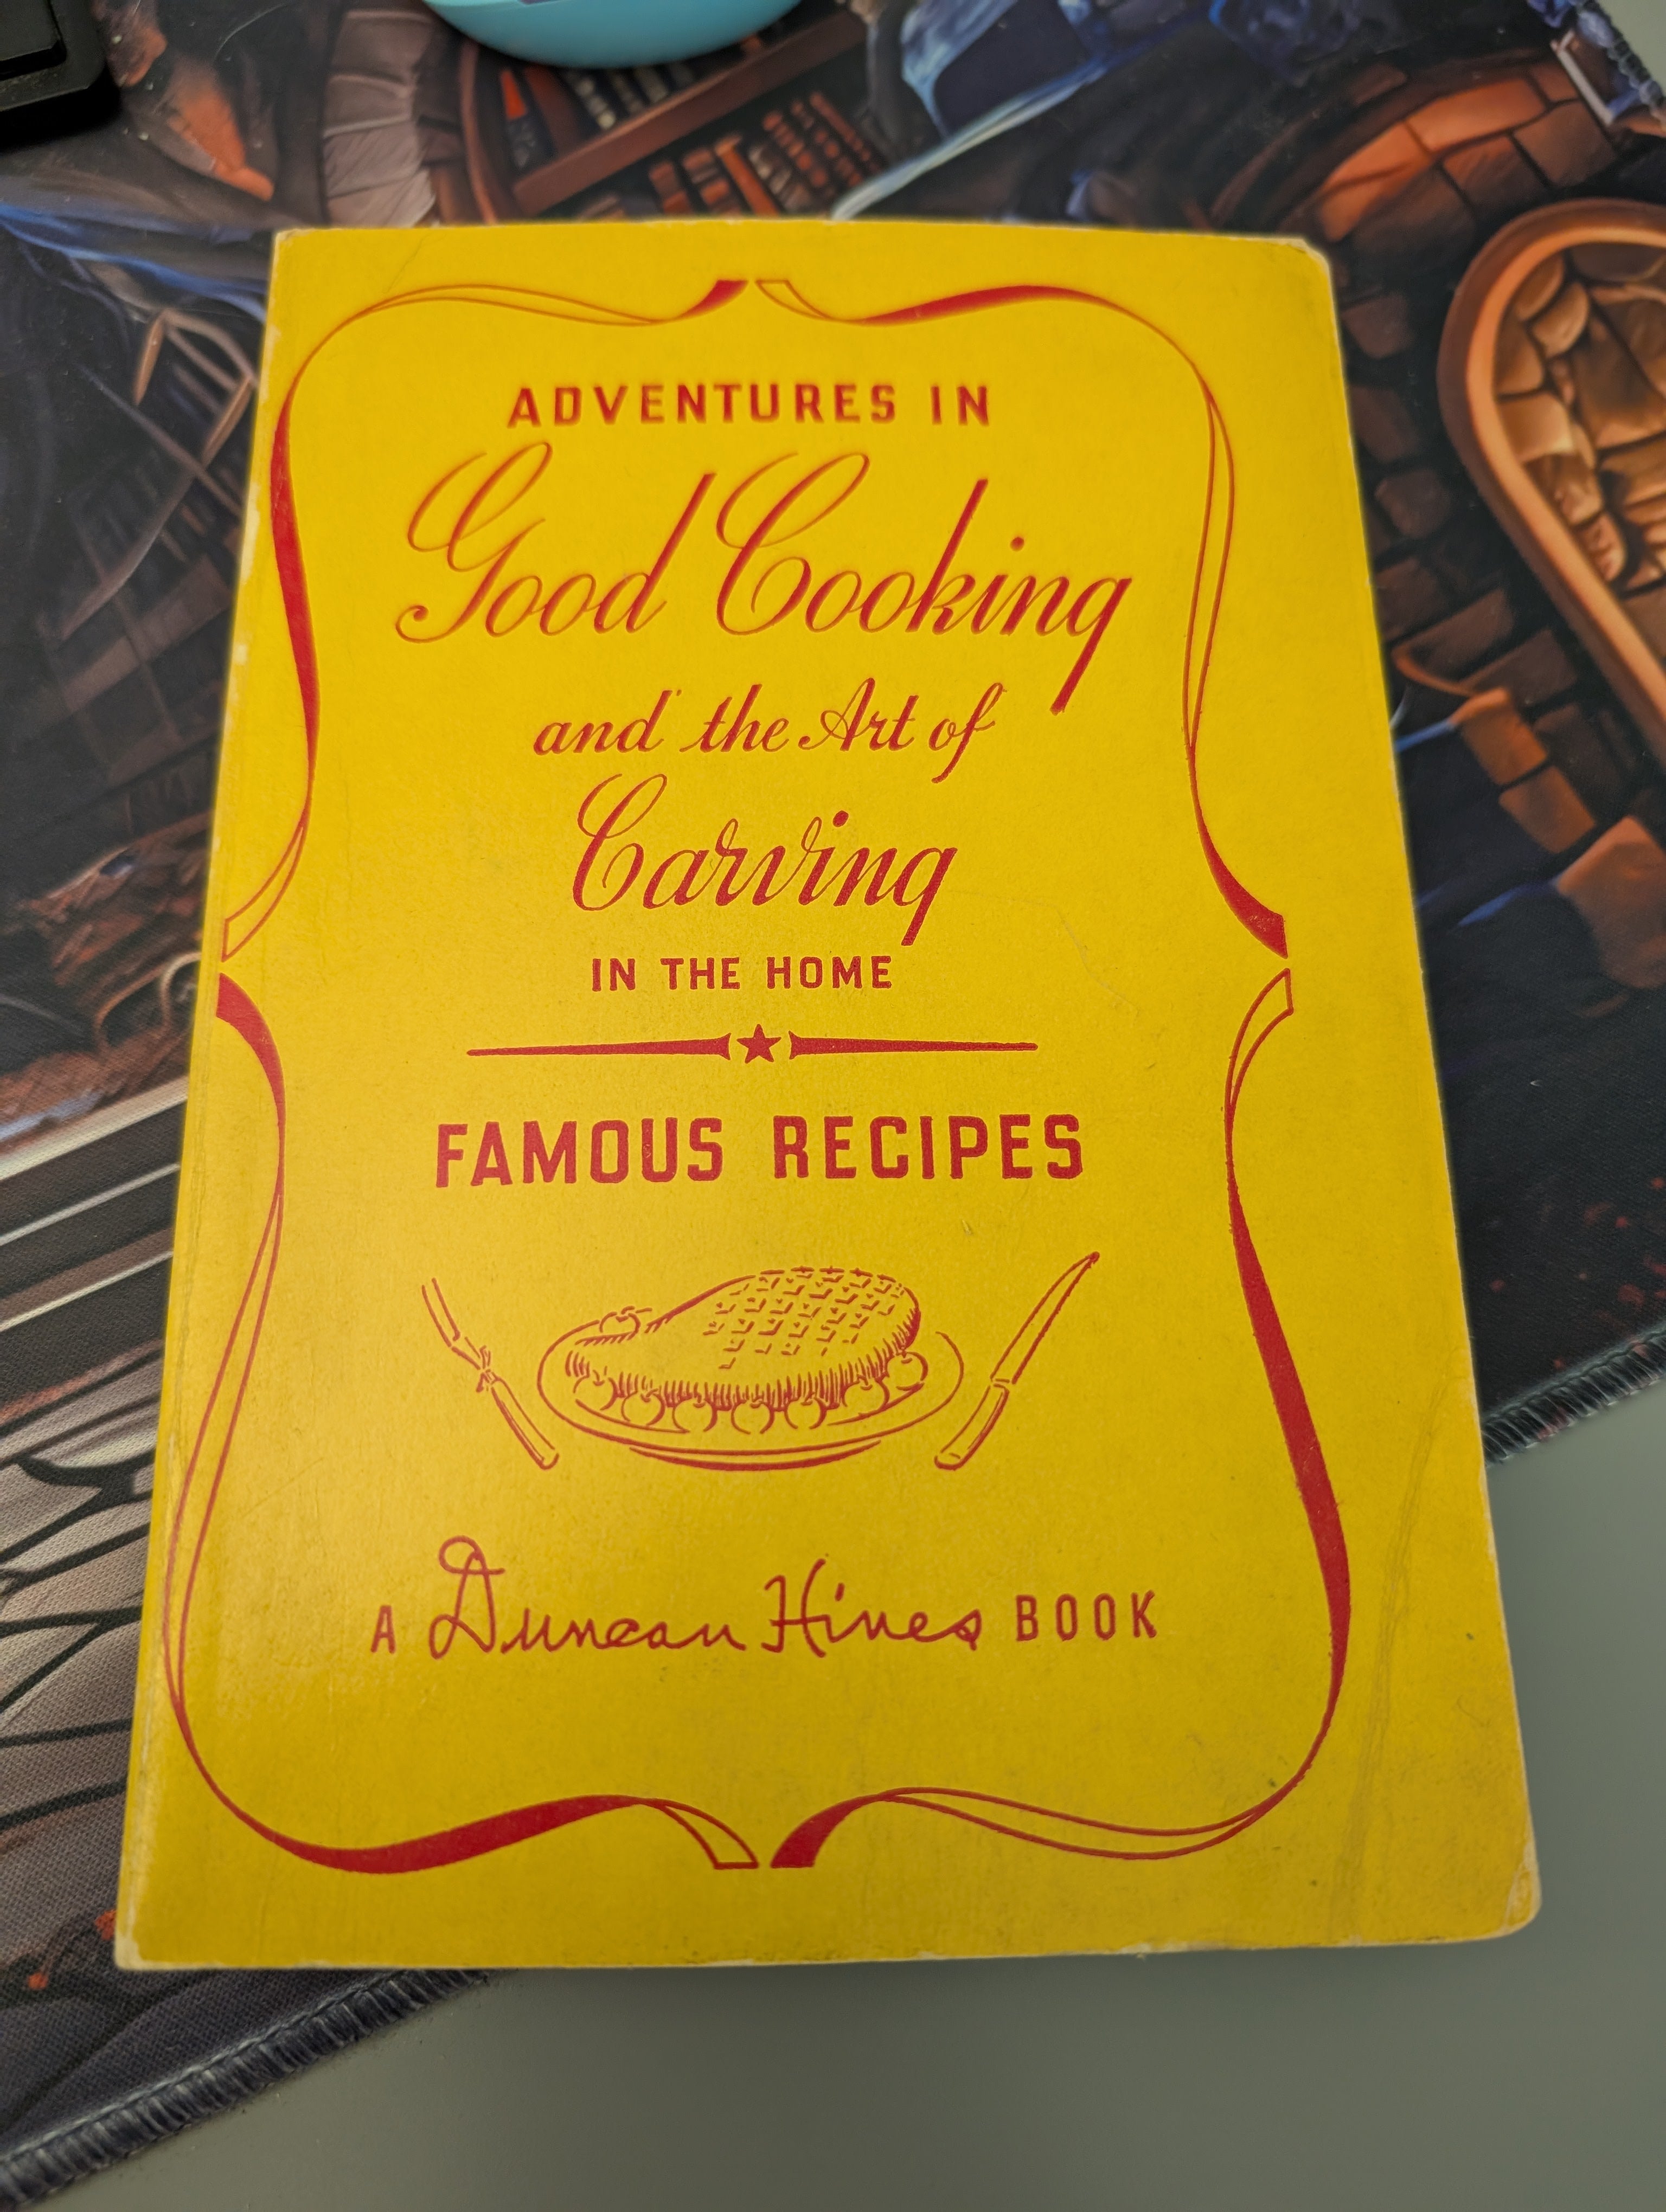 ADVENTURES IN
Good Cooking
and the Art of
Carving
IN THE HOME
FAMOUS RECIPES
A Duncan Hines BOOK